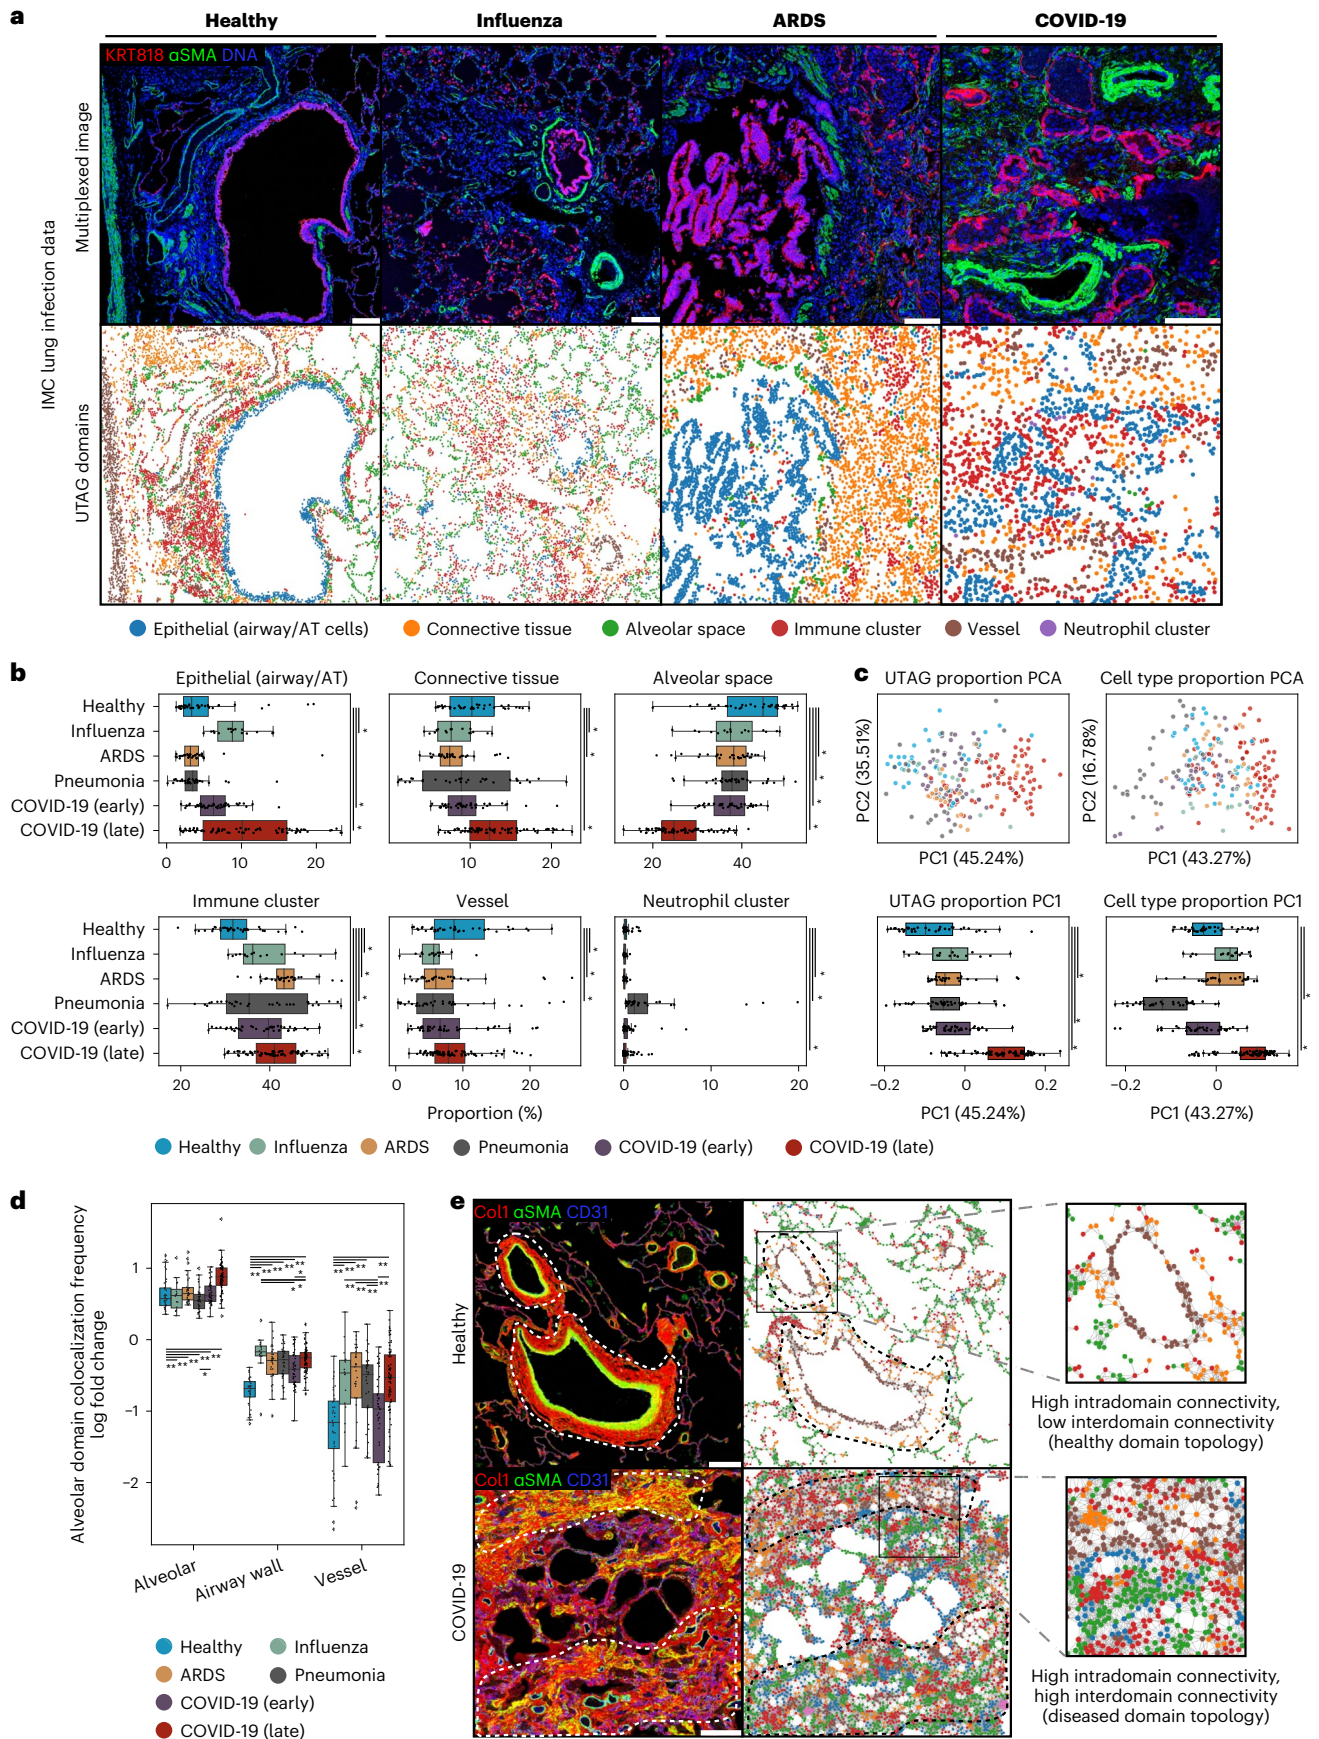 a
Healthy
Influenza
ARDS
COVID-19
KRT818 αSMA DNA
Multiplexed image
IMC lung infection data
UTAG domains
Epithelial (airway/AT cells)
Connective tissue
Alveolar space
Immune cluster
Vessel
Neutrophil cluster
b
Epithelial (airway/AT)
Connective tissue
Alveolar space
Healthy
Influenza
ARDS
Pneumonia
COVID-19 (early)
COVID-19 (late)
0 10 20
10 20
20 40
* * *
* *
* * * *
Immune cluster
Vessel
Neutrophil cluster
Healthy
Influenza
ARDS
Pneumonia
COVID-19 (early)
COVID-19 (late)
20 40
0 10 20
0 10 20
* * * * *
* * *
* * *
Proportion (%)
Healthy
Influenza
ARDS
Pneumonia
COVID-19 (early)
COVID-19 (late)
c
UTAG proportion PCA
Cell type proportion PCA
PC2 (35.51%)
PC1 (45.24%)
PC2 (16.78%)
PC1 (43.27%)
UTAG proportion PC1
Cell type proportion PC1
* * *
* *
−0.2 0 0.2
−0.2 0
PC1 (45.24%)
PC1 (43.27%)
d
Alveolar domain colocalization frequency
log fold change
1
0
−1
−2
Alveolar
Airway wall
Vessel
Healthy
Influenza
ARDS
Pneumonia
COVID-19 (early)
COVID-19 (late)
e
Col1 αSMA CD31
Healthy
Col1 αSMA CD31
COVID-19
High intradomain connectivity,
low interdomain connectivity
(healthy domain topology)
High intradomain connectivity,
high interdomain connectivity
(diseased domain topology)